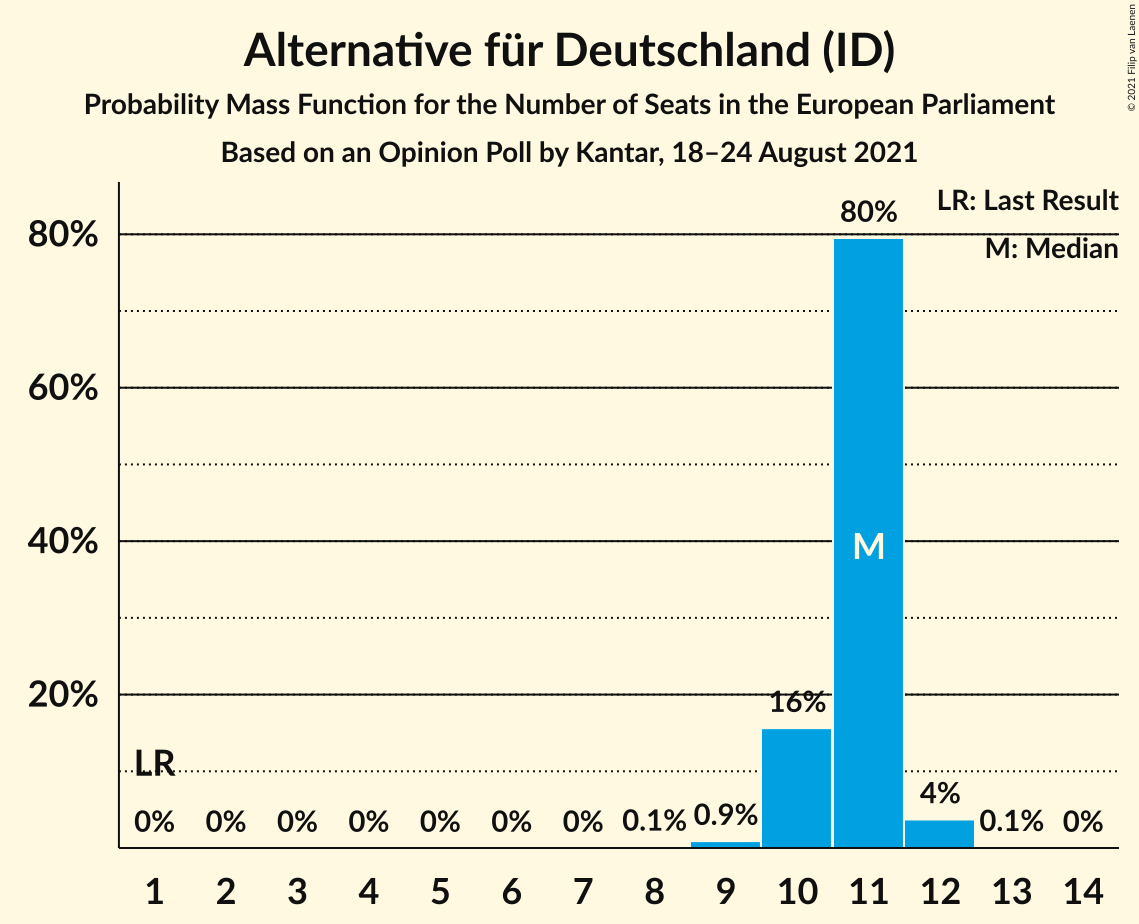 Alternative für Deutschland (ID)
Probability Mass Function for the Number of Seats in the European Parliament
Based on an Opinion Poll by Kantar, 18–24 August 2021
© 2021 Filip van Laenen
LR: Last Result
M: Median
80%
60%
40%
20%
LR
0% 0% 0% 0% 0% 0% 0% 0.1% 0.9% 16% 80% 4% 0.1% 0%
M
1 2 3 4 5 6 7 8 9 10 11 12 13 14